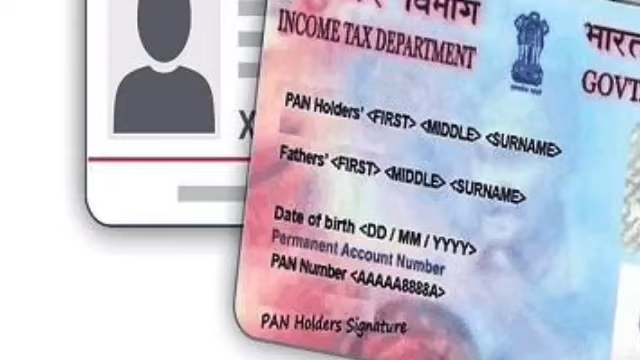 विभाग
INCOME TAX DEPARTMENT
भारत
GOVT.
PAN Holders' <FIRST> <MIDDLE> <SURNAME>
Fathers' <FIRST> <MIDDLE> <SURNAME>
Date of birth <DD / MM / YYYY>
Permanent Account Number
PAN Number <AAAAA8888A>
PAN Holders Signature
X